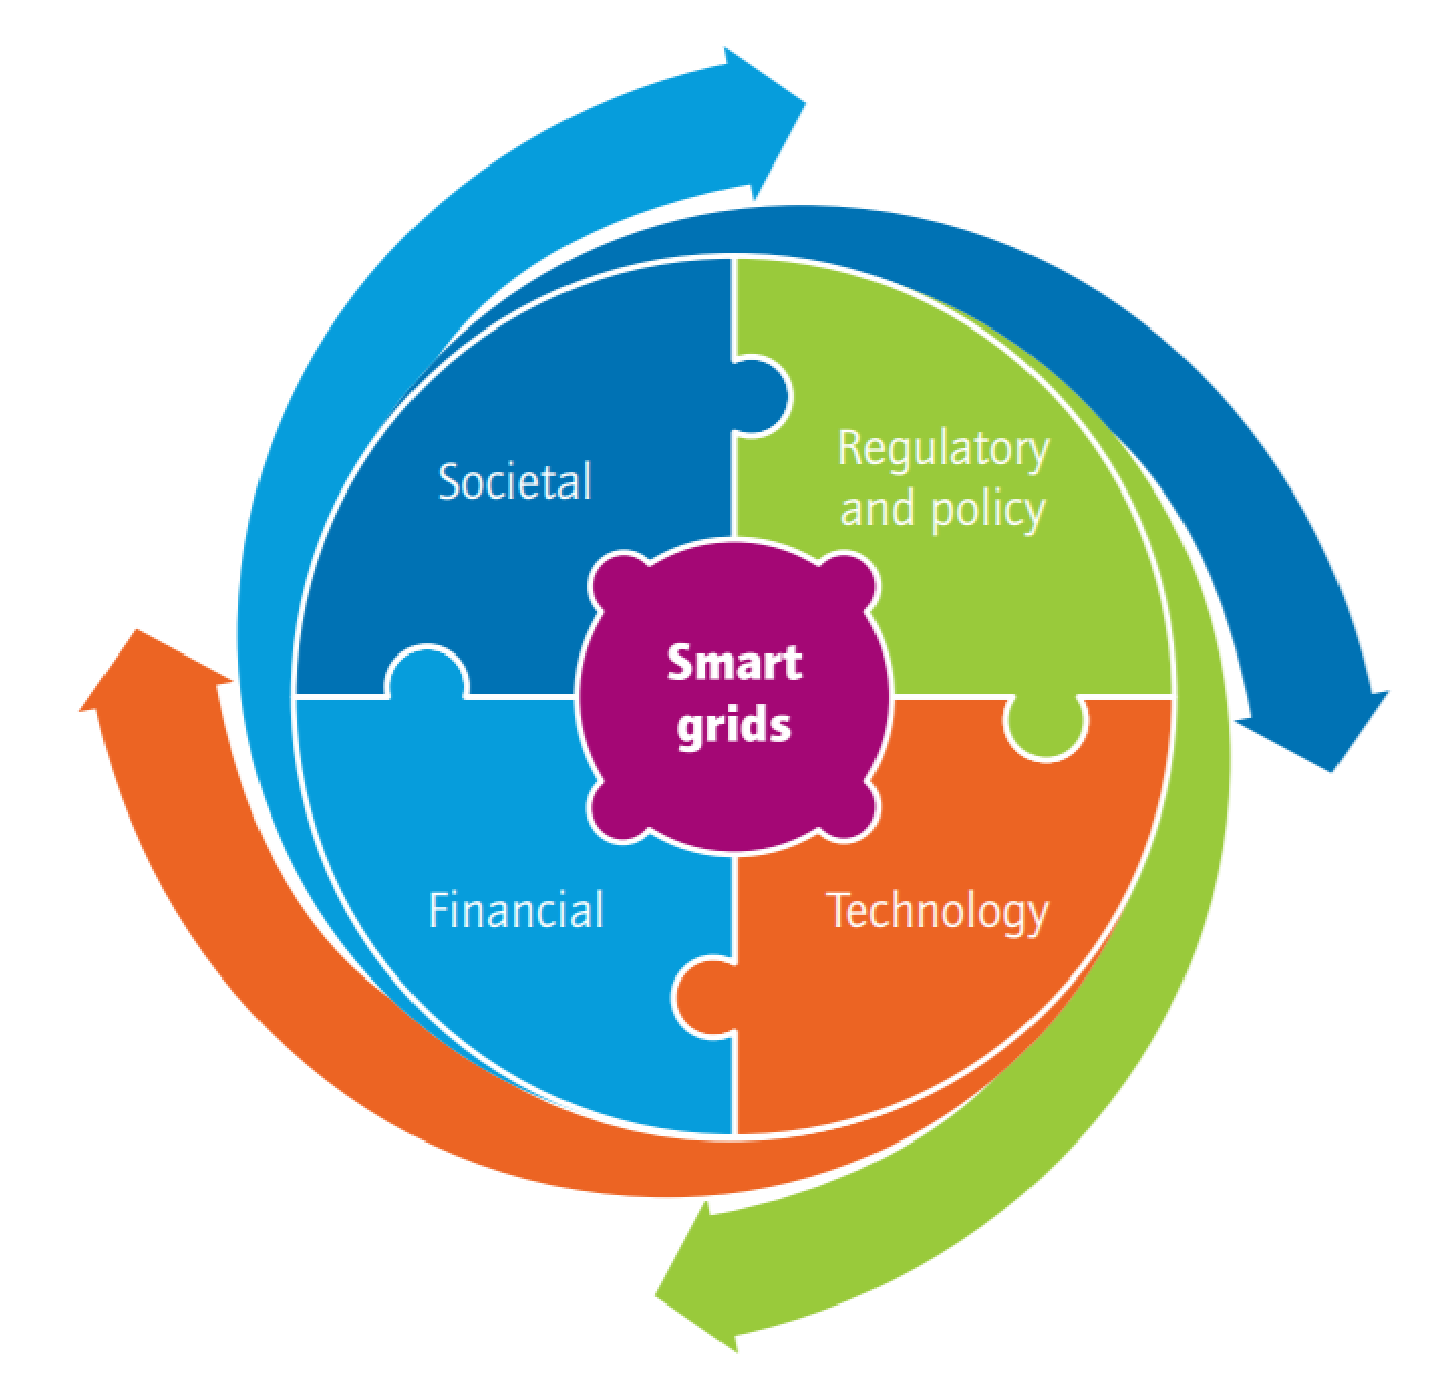 Societal
Regulatory
and policy
Smart
grids
Financial
Technology